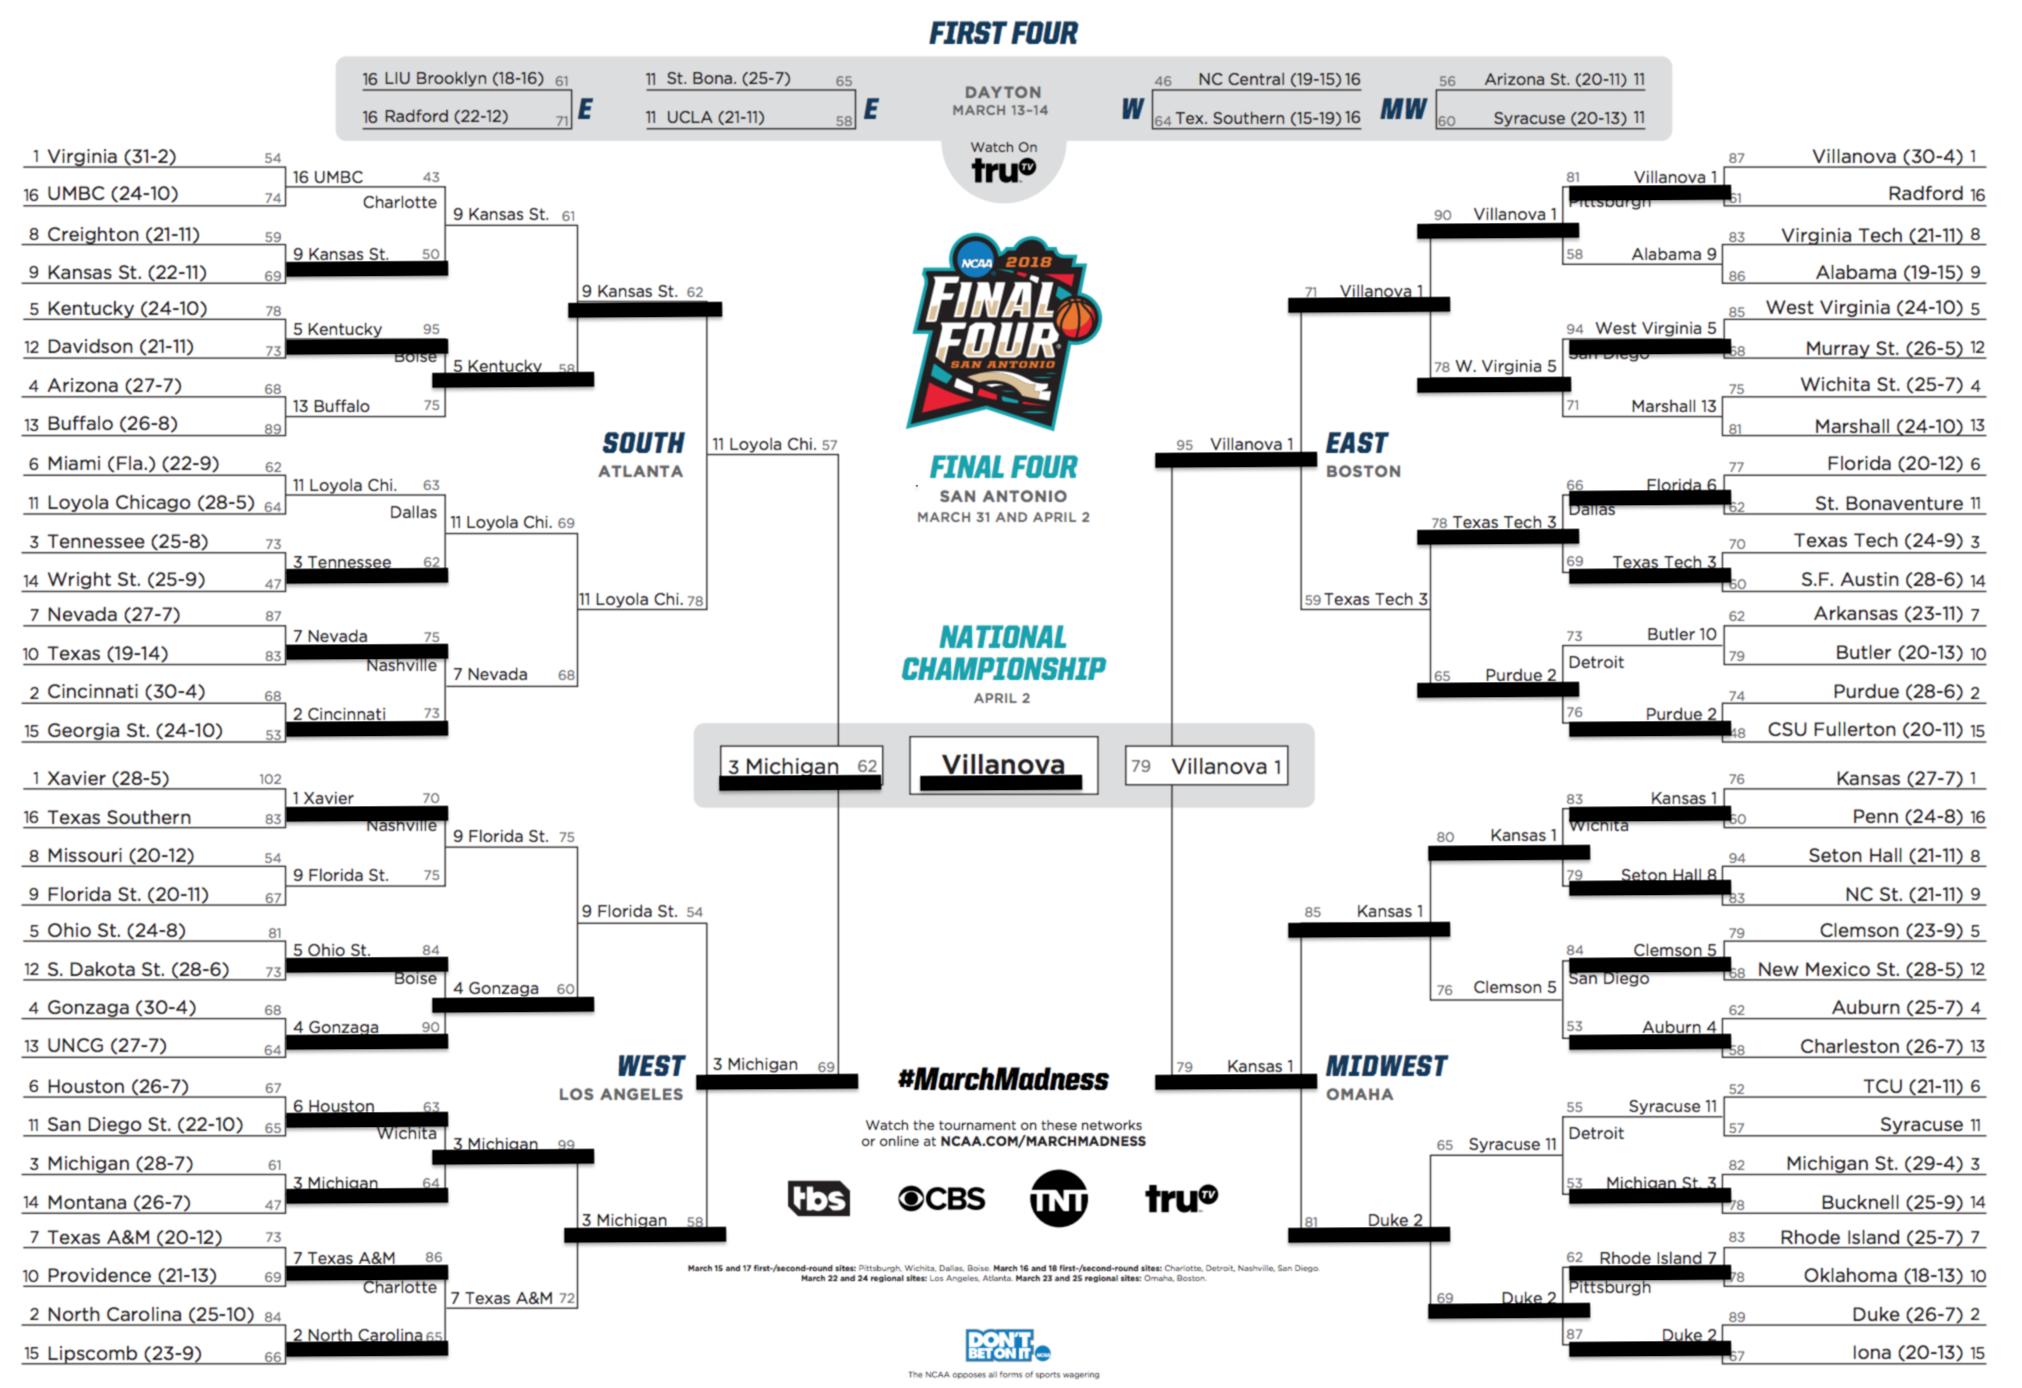 FIRST FOUR
16 LIU Brooklyn (18-16) 61
16 Radford (22-12) 71
E
11 St. Bona. (25-7) 65
11 UCLA (21-11) 58
E
DAYTON
MARCH 13-14
Watch On
truTV
W
46 NC Central (19-15) 16
64 Tex. Southern (15-19) 16
MW
56 Arizona St. (20-11) 11
60 Syracuse (20-13) 11
1 Virginia (31-2) 54
16 UMBC (24-10) 74
8 Creighton (21-11) 59
9 Kansas St. (22-11) 69
5 Kentucky (24-10) 78
12 Davidson (21-11) 73
4 Arizona (27-7) 68
13 Buffalo (26-8) 89
6 Miami (Fla.) (22-9) 62
11 Loyola Chicago (28-5) 64
3 Tennessee (25-8) 73
14 Wright St. (25-9) 47
7 Nevada (27-7) 87
10 Texas (19-14) 83
2 Cincinnati (30-4) 68
15 Georgia St. (24-10) 53
16 UMBC 43
Charlotte
9 Kansas St. 50
5 Kentucky 95
Boise
13 Buffalo 75
11 Loyola Chi. 63
Dallas
3 Tennessee 62
7 Nevada 75
Nashville
2 Cincinnati 73
9 Kansas St. 61
5 Kentucky 58
11 Loyola Chi. 69
7 Nevada 68
9 Kansas St. 62
11 Loyola Chi. 78
SOUTH
ATLANTA
11 Loyola Chi. 57
1 Xavier (28-5) 102
16 Texas Southern 83
8 Missouri (20-12) 54
9 Florida St. (20-11) 67
5 Ohio St. (24-8) 81
12 S. Dakota St. (28-6) 73
4 Gonzaga (30-4) 68
13 UNCG (27-7) 64
6 Houston (26-7) 67
11 San Diego St. (22-10) 65
3 Michigan (28-7) 61
14 Montana (26-7) 47
7 Texas A&M (20-12) 73
10 Providence (21-13) 69
2 North Carolina (25-10) 84
15 Lipscomb (23-9) 66
1 Xavier 70
Nashville
9 Florida St. 75
5 Ohio St. 84
Boise
4 Gonzaga 90
6 Houston 63
Wichita
3 Michigan 64
7 Texas A&M 86
Charlotte
2 North Carolina 65
9 Florida St. 75
4 Gonzaga 60
3 Michigan 99
7 Texas A&M 72
9 Florida St. 54
3 Michigan 58
WEST
LOS ANGELES
3 Michigan 69
NCAA 2018
FINAL
FOUR
SAN ANTONIO
FINAL FOUR
SAN ANTONIO
MARCH 31 AND APRIL 2
NATIONAL
CHAMPIONSHIP
APRIL 2
3 Michigan 62
Villanova
79 Villanova 1
87 Villanova (30-4) 1
61 Radford 16
83 Virginia Tech (21-11) 8
86 Alabama (19-15) 9
85 West Virginia (24-10) 5
68 Murray St. (26-5) 12
75 Wichita St. (25-7) 4
81 Marshall (24-10) 13
77 Florida (20-12) 6
62 St. Bonaventure 11
70 Texas Tech (24-9) 3
60 S.F. Austin (28-6) 14
62 Arkansas (23-11) 7
79 Butler (20-13) 10
74 Purdue (28-6) 2
48 CSU Fullerton (20-11) 15
81 Villanova 1
Pittsburgh
58 Alabama 9
94 West Virginia 5
San Diego
71 Marshall 13
66 Florida 6
Dallas
69 Texas Tech 3
73 Butler 10
Detroit
76 Purdue 2
90 Villanova 1
78 W. Virginia 5
78 Texas Tech 3
65 Purdue 2
71 Villanova 1
59 Texas Tech 3
EAST
BOSTON
95 Villanova 1
76 Kansas (27-7) 1
60 Penn (24-8) 16
94 Seton Hall (21-11) 8
83 NC St. (21-11) 9
79 Clemson (23-9) 5
68 New Mexico St. (28-5) 12
62 Auburn (25-7) 4
58 Charleston (26-7) 13
52 TCU (21-11) 6
57 Syracuse 11
82 Michigan St. (29-4) 3
78 Bucknell (25-9) 14
83 Rhode Island (25-7) 7
78 Oklahoma (18-13) 10
89 Duke (26-7) 2
67 Iona (20-13) 15
83 Kansas 1
Wichita
79 Seton Hall 8
84 Clemson 5
San Diego
53 Auburn 4
55 Syracuse 11
Detroit
53 Michigan St. 3
62 Rhode Island 7
Pittsburgh
87 Duke 2
80 Kansas 1
76 Clemson 5
65 Syracuse 11
69 Duke 2
85 Kansas 1
81 Duke 2
MIDWEST
OMAHA
79 Kansas 1
#MarchMadness
Watch the tournament on these networks
or online at NCAA.COM/MARCHMADNESS
tbs
CBS
TNT
truTV
March 15 and 17 first-/second-round sites: Pittsburgh, Wichita, Dallas, Boise. March 16 and 18 first-/second-round sites: Charlotte, Detroit, Nashville, San Diego.
March 22 and 24 regional sites: Los Angeles, Atlanta. March 23 and 25 regional sites: Omaha, Boston.
DON'T
BET ON IT
NCAA
The NCAA opposes all forms of sports wagering